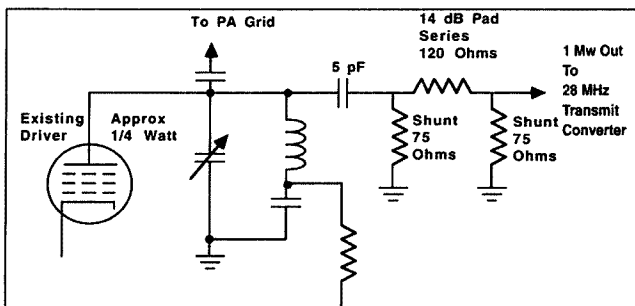 To PA Grid
14 dB Pad
Series
120 Ohms
5 pF
1 Mw Out
To
28 MHz
Transmit
Converter
Existing
Driver
Approx
1/4 Watt
Shunt
75
Ohms
Shunt
75
Ohms